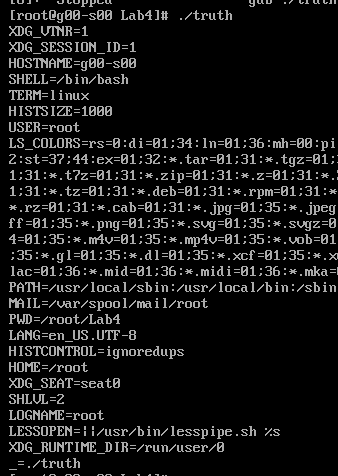 Stopped gdb ./truth
[root@g00-s00 Lab4]# ./truth
XDG_VTNR=1
XDG_SESSION_ID=1
HOSTNAME=g00-s00
SHELL=/bin/bash
TERM=linux
HISTSIZE=1000
USER=root
LS_COLORS=rs=0:di=01;34:ln=01;36:mh=00:pi
2:st=37;44:ex=01;32:*.tar=01;31:*.tgz=01;
1;31:*.t7z=01;31:*.zip=01;31:*.z=01;31:*.
1;31:*.tz=01;31:*.deb=01;31:*.rpm=01;31:*
*.rz=01;31:*.cab=01;31:*.jpg=01;35:*.jpeg
ff=01;35:*.png=01;35:*.svg=01;35:*.svgz=0
4=01;35:*.m4v=01;35:*.mp4v=01;35:*.vob=01
;35:*.gl=01;35:*.dl=01;35:*.xcf=01;35:*.xw
lac=01;36:*.mid=01;36:*.midi=01;36:*.mka=
PATH=/usr/local/sbin:/usr/local/bin:/sbin
MAIL=/var/spool/mail/root
PWD=/root/Lab4
LANG=en_US.UTF-8
HISTCONTROL=ignoredups
HOME=/root
XDG_SEAT=seat0
SHLVL=2
LOGNAME=root
LESSOPEN=||/usr/bin/lesspipe.sh %s
XDG_RUNTIME_DIR=/run/user/0
_=./truth